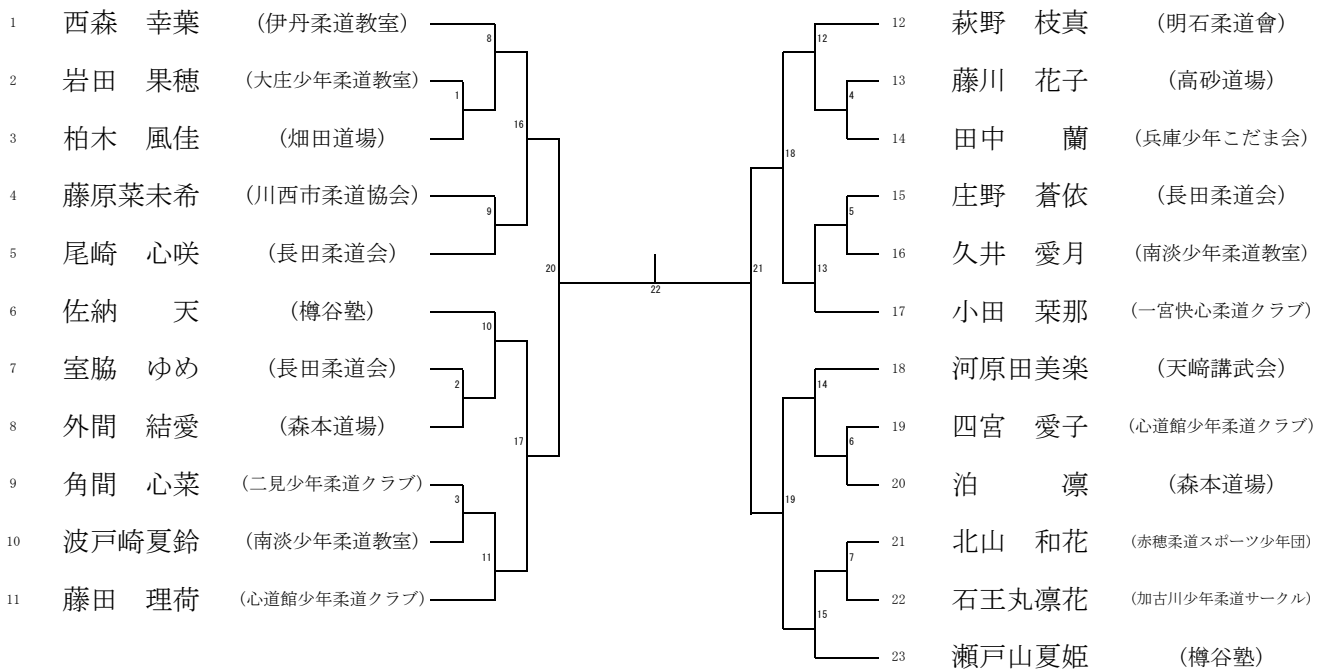 1 西森 幸葉 (伊丹柔道教室)
2 岩田 果穂 (大庄少年柔道教室)
3 柏木 風佳 (畑田道場)
4 藤原菜未希 (川西市柔道協会)
5 尾崎 心咲 (長田柔道会)
6 佐納 天 (樽谷塾)
7 室脇 ゆめ (長田柔道会)
8 外間 結愛 (森本道場)
9 角間 心菜 (二見少年柔道クラブ)
10 波戸崎夏鈴 (南淡少年柔道教室)
11 藤田 理荷 (心道館少年柔道クラブ)
8
1
16
9
20
10
2
17
3
11
22
12
4
18
5
21
13
14
6
19
7
15
12 萩野 枝真 (明石柔道會)
13 藤川 花子 (高砂道場)
14 田中 蘭 (兵庫少年こだま会)
15 庄野 蒼依 (長田柔道会)
16 久井 愛月 (南淡少年柔道教室)
17 小田 栞那 (一宮快心柔道クラブ)
18 河原田美楽 (天﨑講武会)
19 四宮 愛子 (心道館少年柔道クラブ)
20 泊 凛 (森本道場)
21 北山 和花 (赤穂柔道スポーツ少年団)
22 石王丸凛花 (加古川少年柔道サークル)
23 瀬戸山夏姫 (樽谷塾)